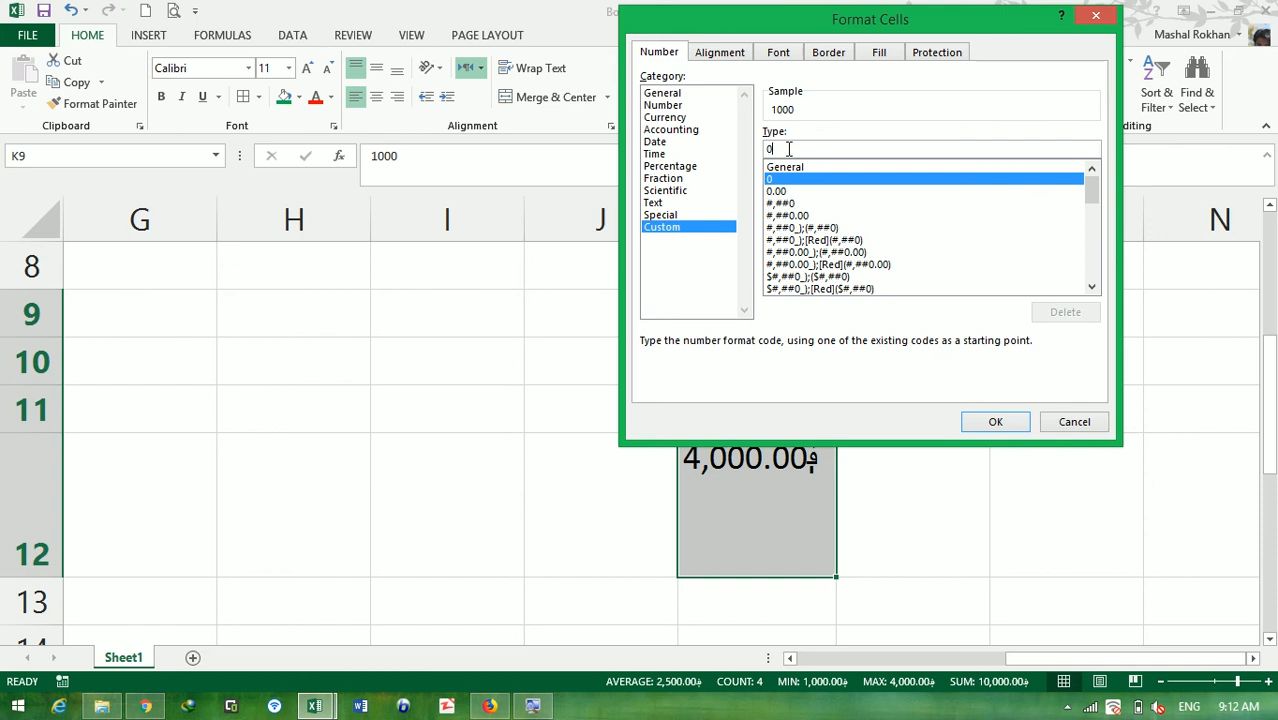 Bo
Format Cells
?
FILE HOME INSERT FORMULAS DATA REVIEW VIEW PAGE LAYOUT
Mashal Rokhan
Paste
Cut
Copy
Format Painter
Calibri 11
B I U
Wrap Text
Merge & Center
Sort & Filter
Find & Select
Clipboard Font Alignment
diting
K9
fx
1000
Number Alignment Font Border Fill Protection
Category:
General
Number
Currency
Accounting
Date
Time
Percentage
Fraction
Scientific
Text
Special
Custom
Sample
1000
Type:
0
General
0
0.00
#,##0
#,##0.00
#,##0_);(#,##0)
#,##0_);[Red](#,##0)
#,##0.00_);(#,##0.00)
#,##0.00_);[Red](#,##0.00)
$#,##0_);($#,##0)
$#,##0_);[Red]($#,##0)
Delete
Type the number format code, using one of the existing codes as a starting point.
OK Cancel
G H I J N
8
9
10
11
12
13
14
؋4,000.00
Sheet1
READY
AVERAGE: ؋2,500.00 COUNT: 4 MIN: ؋1,000.00 MAX: ؋4,000.00 SUM: ؋10,000.00
ENG 9:12 AM